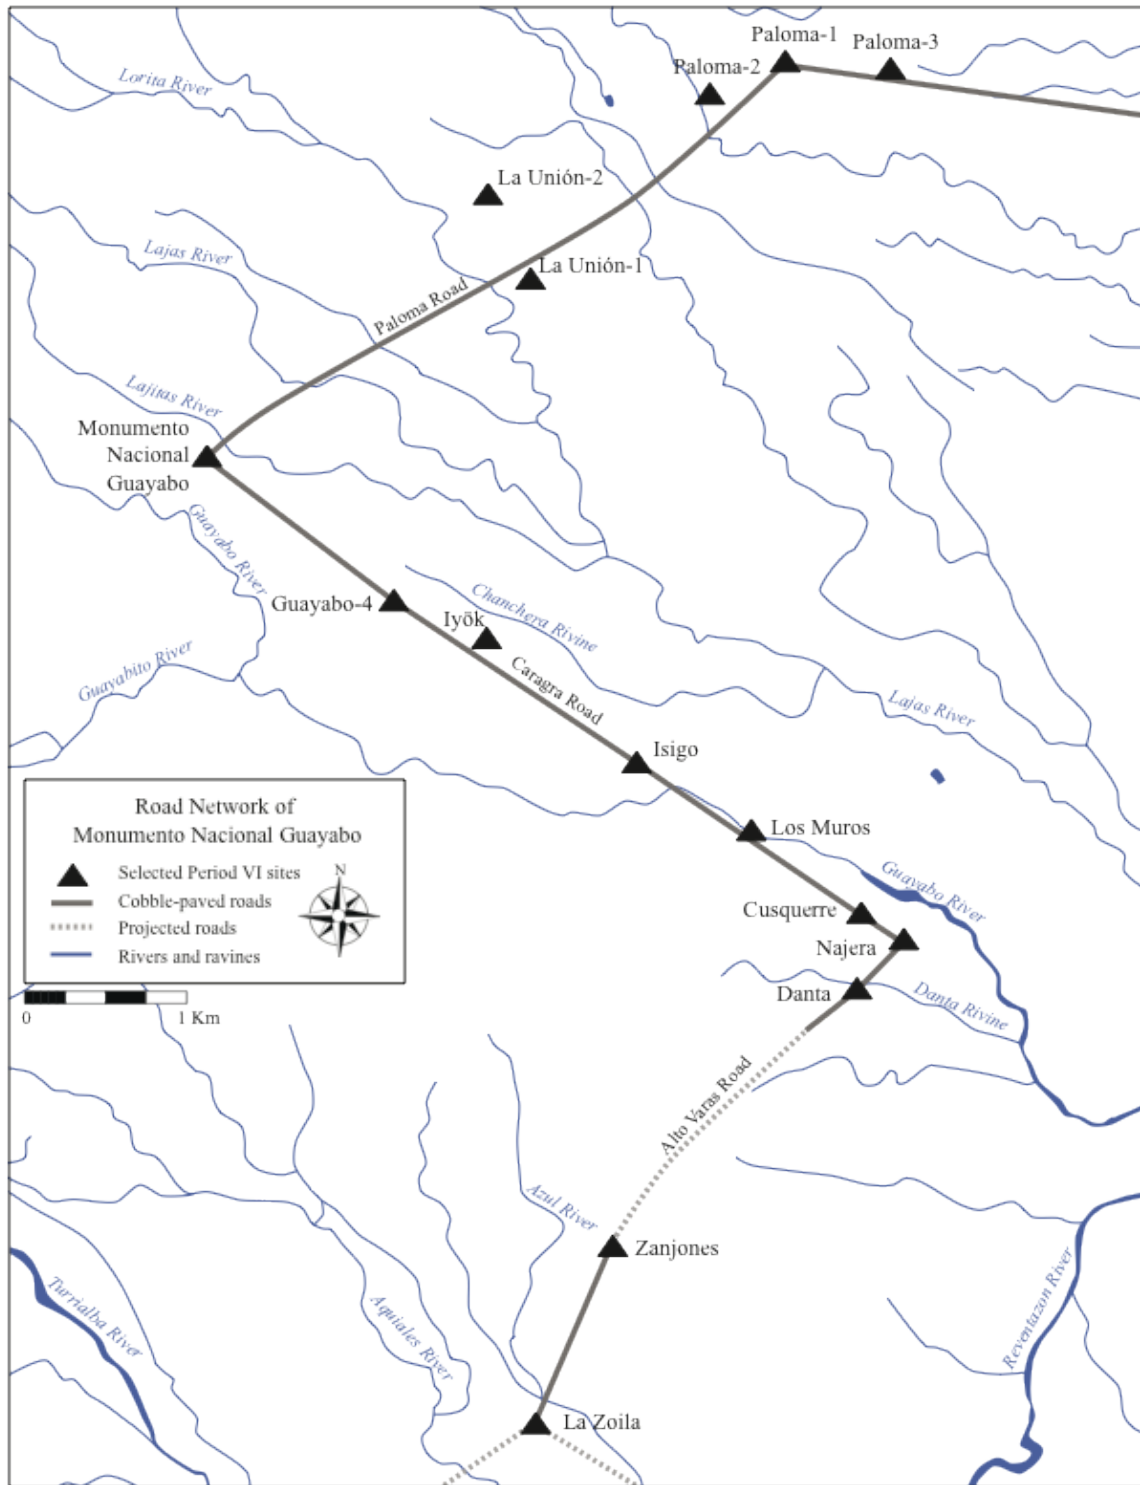 Paloma-1
Paloma-3
Paloma-2
Lorita River
La Unión-2
Lajas River
La Unión-1
Paloma Road
Lajitas River
Monumento
Nacional
Guayabo
Guayabo River
Chanchera Rivine
Guayabo-4
Iyök
Guayabito River
Caragra Road
Lajas River
Isigo
Road Network of
Monumento Nacional Guayabo
Selected Period VI sites
Cobble-paved roads
Projected roads
Rivers and ravines
N
Los Muros
Guayabo River
Cusquerre
Najera
Danta
Danta Rivine
0
1 Km
Alto Varas Road
Azul River
Zanjones
Turrialba River
Aquiales River
Reventazon River
La Zoila